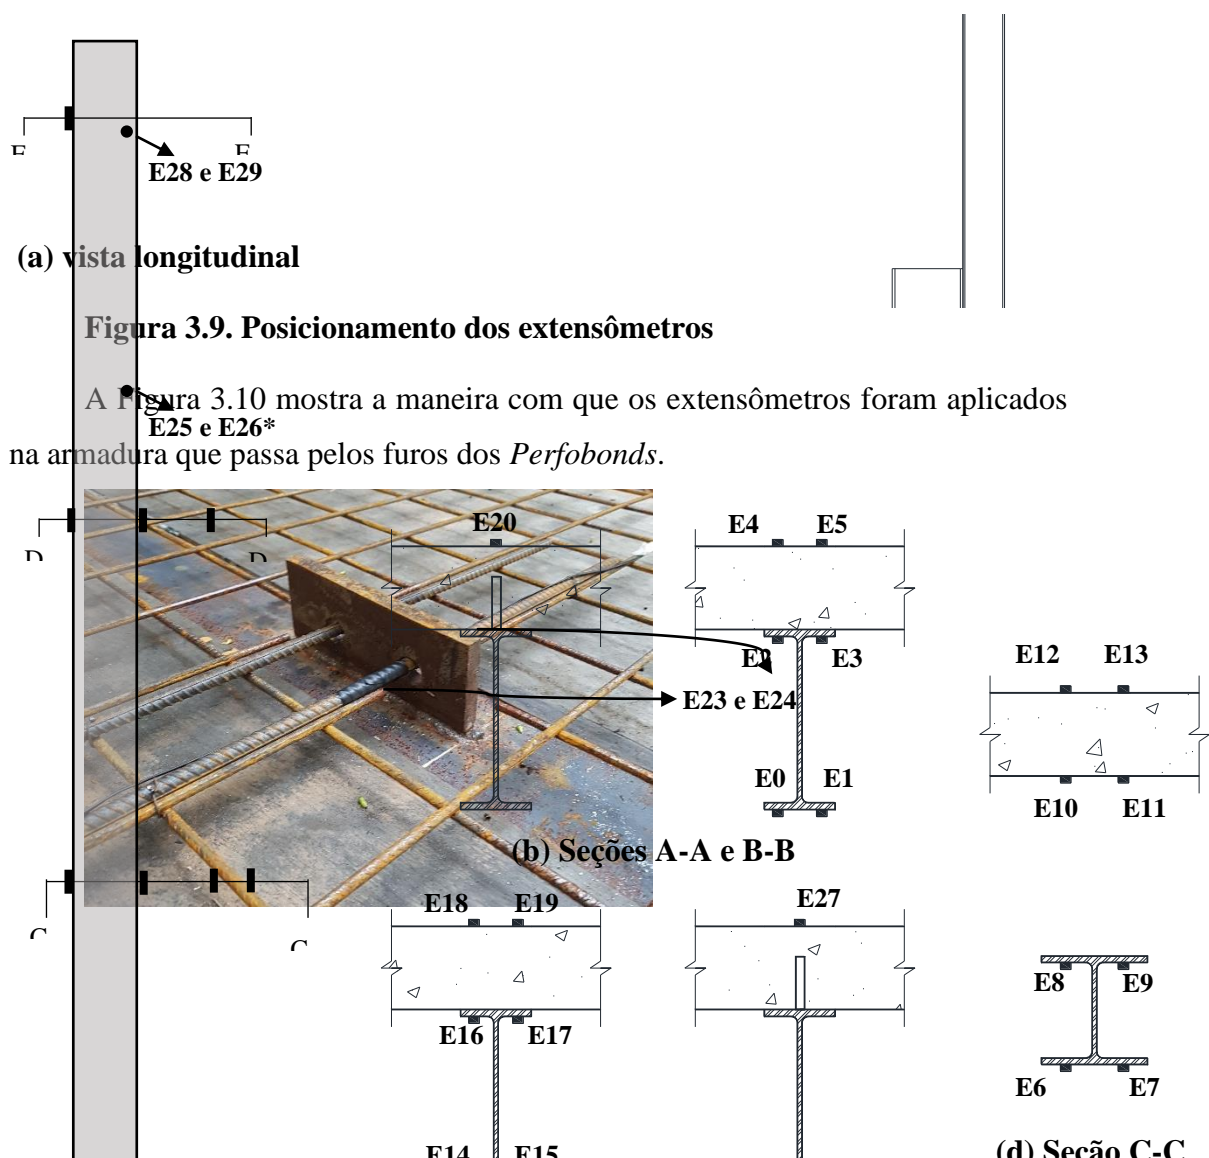 E28 e E29
(a) vista longitudinal
Figura 3.9. Posicionamento dos extensômetros
A Figura 3.10 mostra a maneira com que os extensômetros foram aplicados
E25 e E26*
na armadura que passa pelos furos dos Perfobonds.
E20
E4 E5
E3
E12 E13
E23 e E24
E0 E1
E10 E11
(b) Seções A-A e B-B
E18 E19
E27
E8 E9
E16 E17
E6 E7
E14 E15
(d) Seção C-C